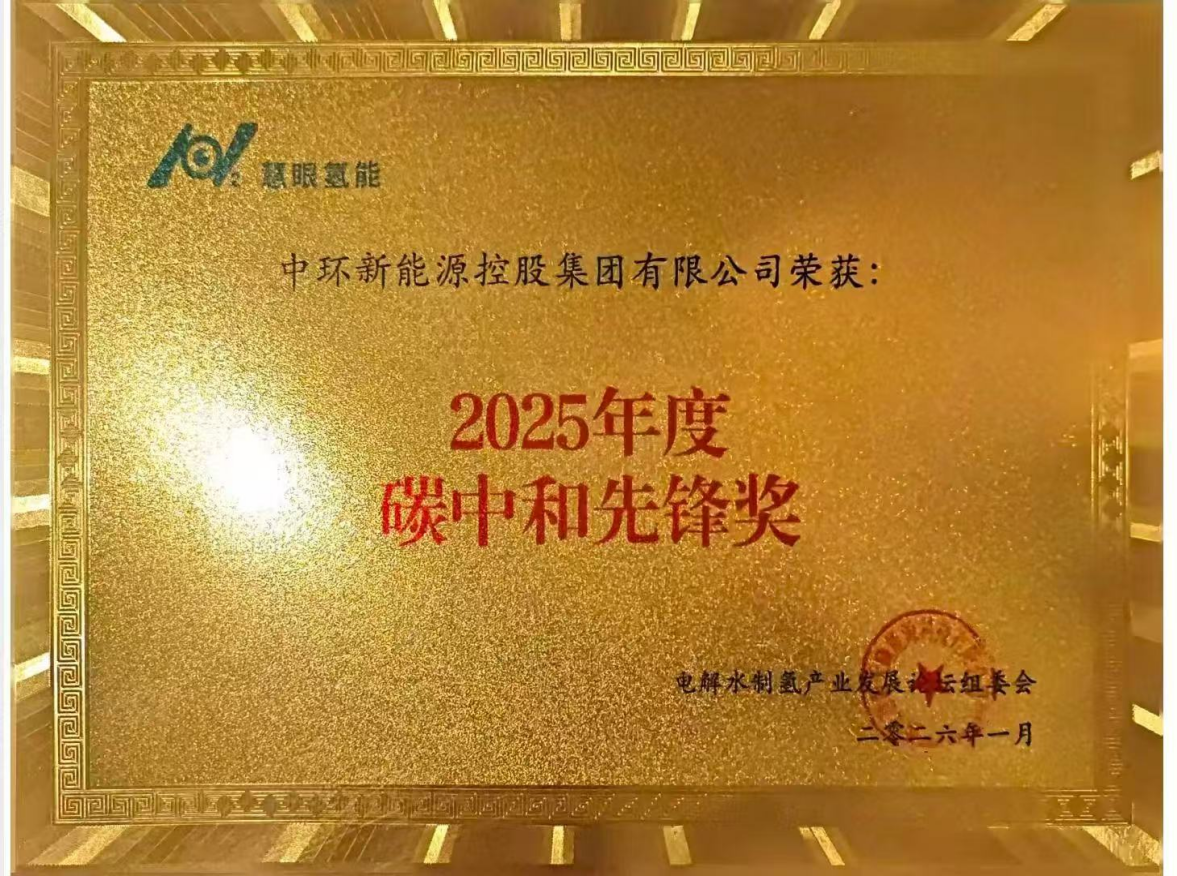 慧眼氢能
中环新能源控股集团有限公司荣获：
2025年度
碳中和先锋奖
电解水制氢产业发展论坛组委会
二零二六年一月